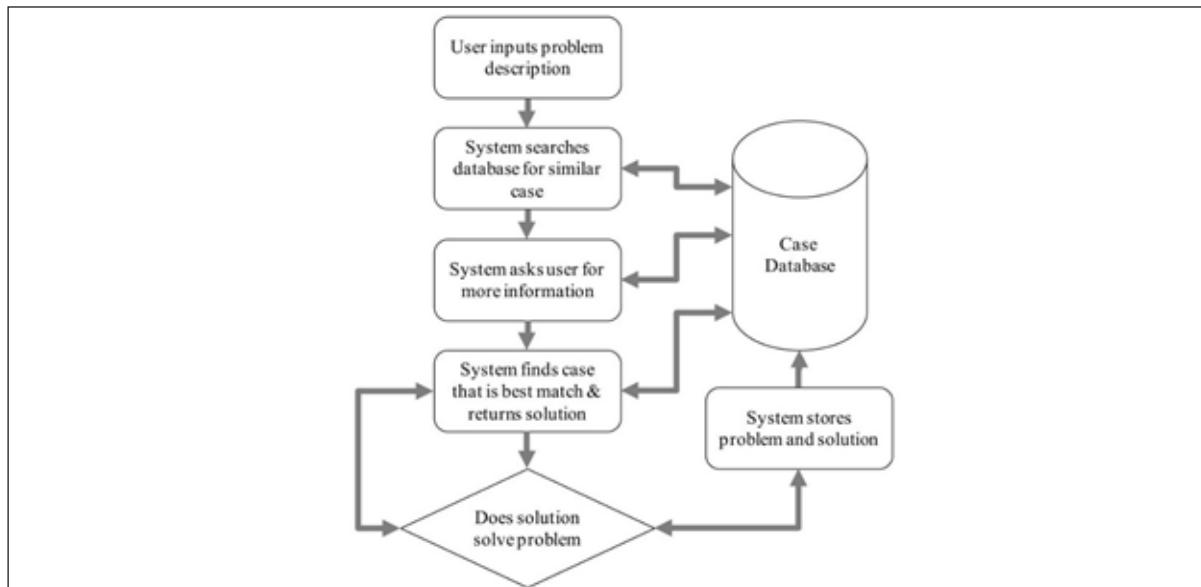 User inputs problem
description
System searches
database for similar
case
System asks user for
more information
System finds case
that is best match &
returns solution
Does solution
solve problem
Case
Database
System stores
problem and solution